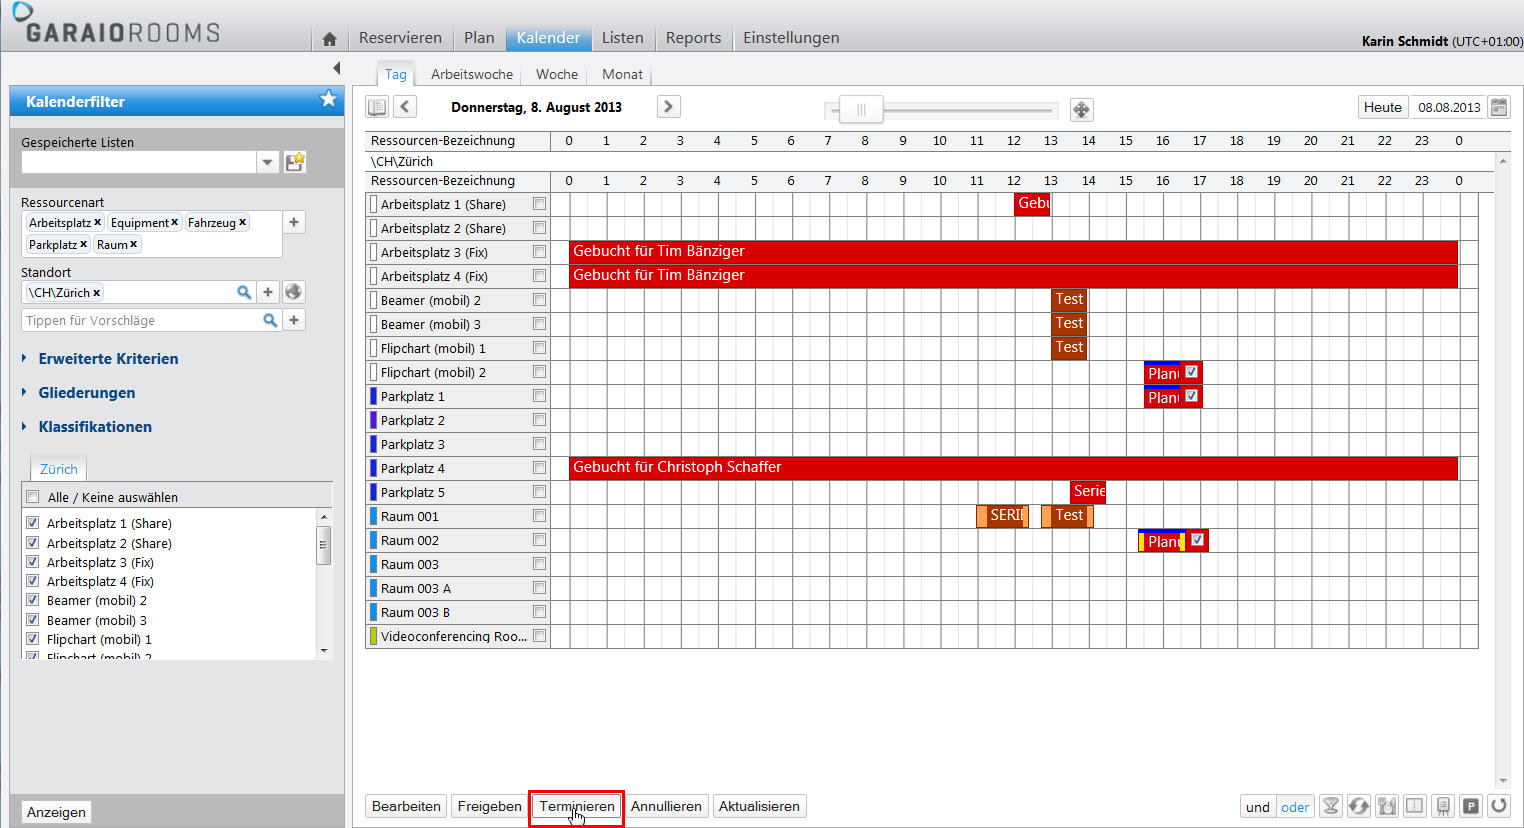 GARAIOROOMS
Reservieren Plan Kalender Listen Reports Einstellungen
Karin Schmidt (UTC+01:00)
Tag Arbeitswoche Woche Monat
Kalenderfilter
Donnerstag, 8. August 2013
Heute 08.08.2013
Gespeicherte Listen
Ressourcenart
Arbeitsplatz x Equipment x Fahrzeug x
Parkplatz x Raum x
+
Standort
\CH\Zürich x
+
Tippen für Vorschläge
+
Erweiterte Kriterien
Gliederungen
Klassifikationen
Zürich
Alle / Keine auswählen
Arbeitsplatz 1 (Share)
Arbeitsplatz 2 (Share)
Arbeitsplatz 3 (Fix)
Arbeitsplatz 4 (Fix)
Beamer (mobil) 2
Beamer (mobil) 3
Flipchart (mobil) 1
Flipchart (mobil) 2
Anzeigen
Ressourcen-Bezeichnung 0 1 2 3 4 5 6 7 8 9 10 11 12 13 14 15 16 17 18 19 20 21 22 23 0
\CH\Zürich
Ressourcen-Bezeichnung 0 1 2 3 4 5 6 7 8 9 10 11 12 13 14 15 16 17 18 19 20 21 22 23 0
Arbeitsplatz 1 (Share) Gebu
Arbeitsplatz 2 (Share)
Arbeitsplatz 3 (Fix) Gebucht für Tim Bänziger
Arbeitsplatz 4 (Fix) Gebucht für Tim Bänziger
Beamer (mobil) 2 Test
Beamer (mobil) 3 Test
Flipchart (mobil) 1 Test
Flipchart (mobil) 2 Planu
Parkplatz 1 Planu
Parkplatz 2
Parkplatz 3
Parkplatz 4 Gebucht für Christoph Schaffer
Parkplatz 5 Serie
Raum 001 SERIE Test
Raum 002 Planu
Raum 003
Raum 003 A
Raum 003 B
Videoconferencing Roo...
Bearbeiten Freigeben Terminieren Annullieren Aktualisieren
und oder P